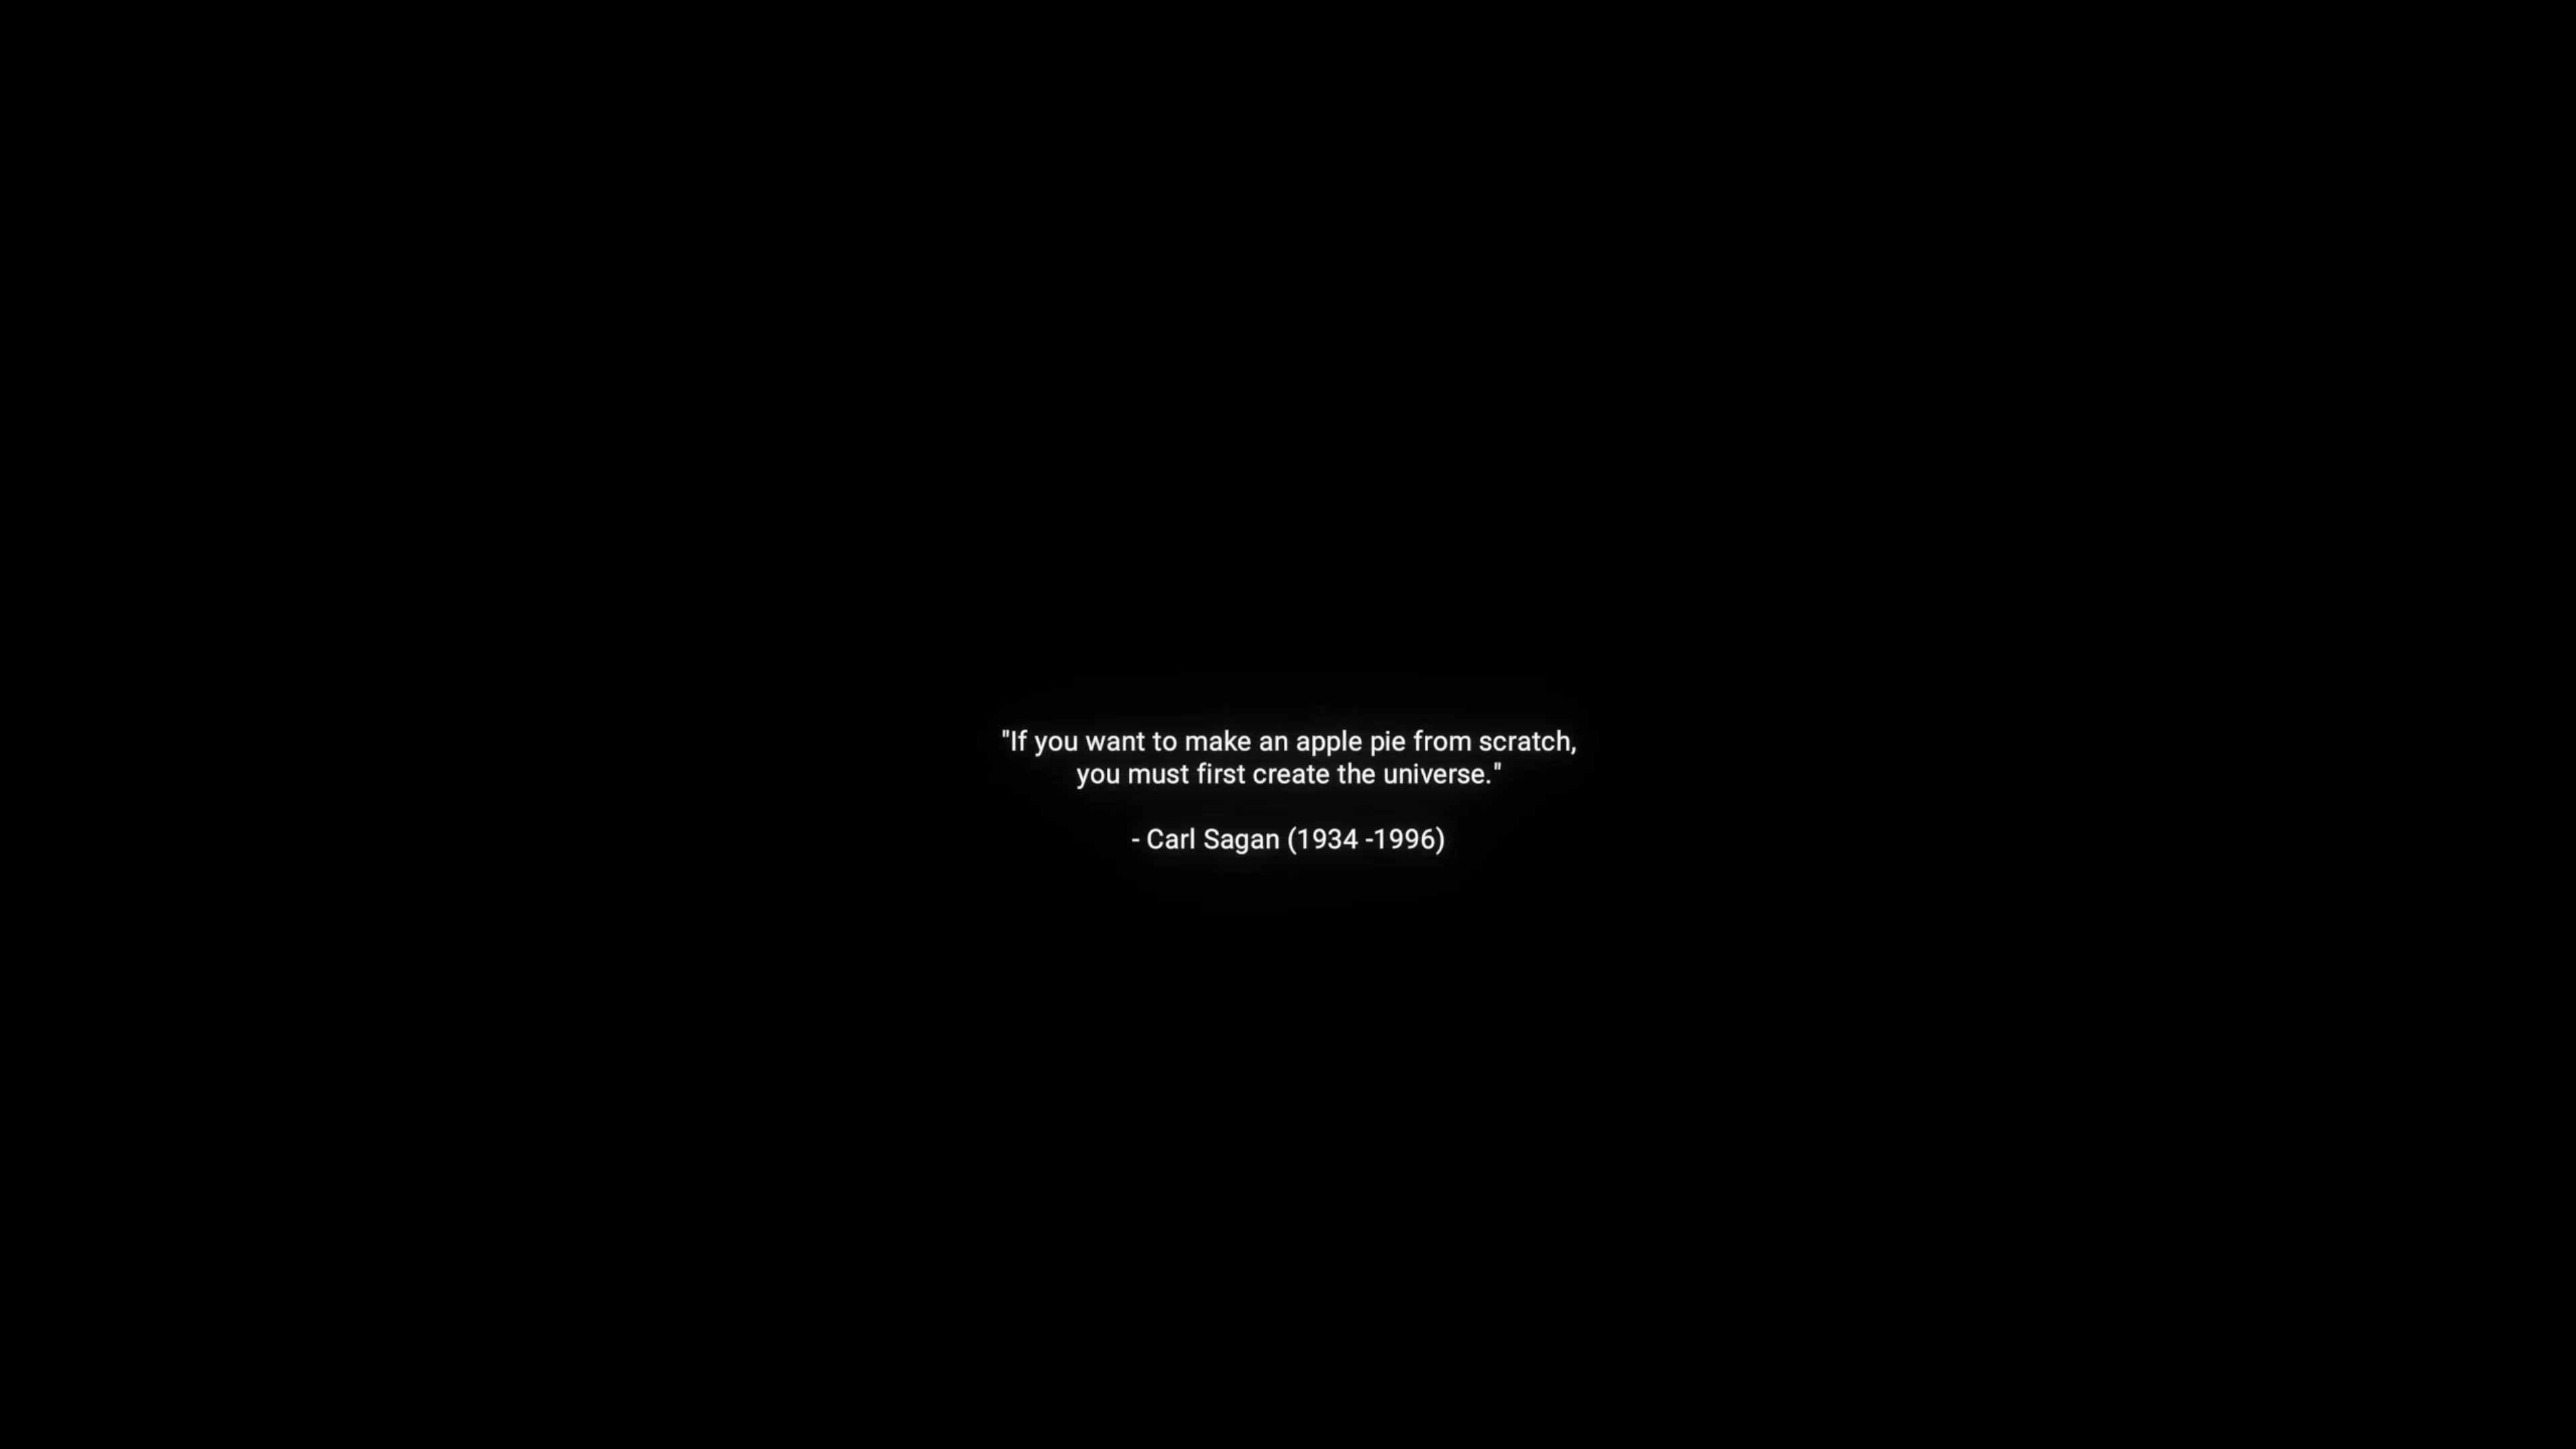 "If you want to make an apple pie from scratch,
you must first create the universe."
- Carl Sagan (1934 -1996)